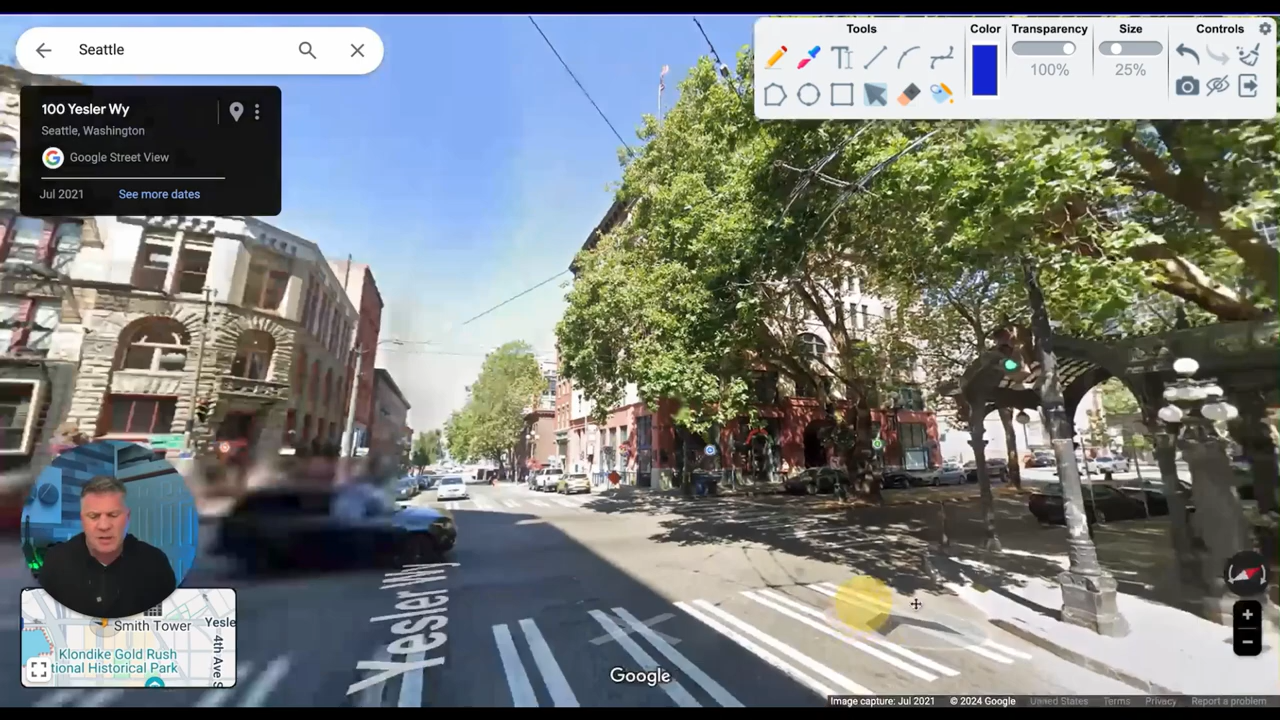 Seattle
100 Yesler Wy
Seattle, Washington
Google Street View
Jul 2021
See more dates
Tools
Color
Transparency
100%
Size
25%
Controls
Yesler Wy
Smith Tower
Yesle
4th Ave S
Klondike Gold Rush
tional Historical Park
Google
Image capture: Jul 2021 © 2024 Google United States Terms Privacy Report a problem